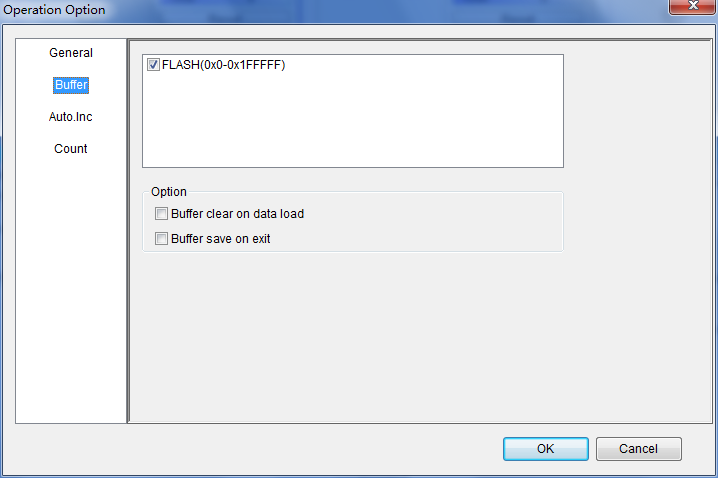 Operation Option
General
Buffer
Auto.Inc
Count
FLASH(0x0-0x1FFFFF)
Option
Buffer clear on data load
Buffer save on exit
OK
Cancel